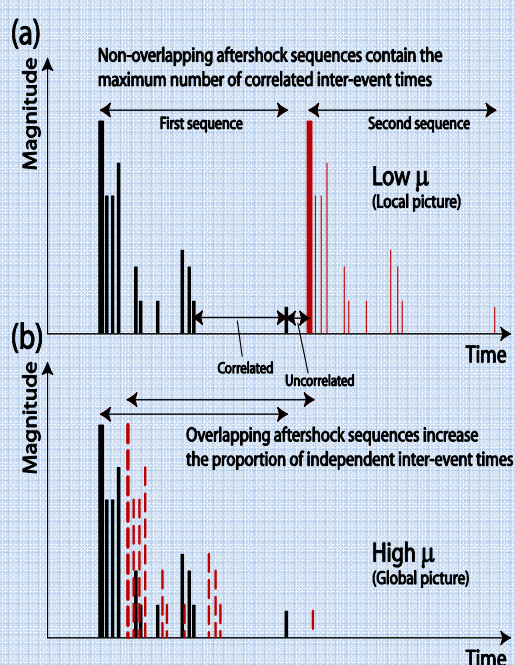 (a)
Non-overlapping aftershock sequences contain the
maximum number of correlated inter-event times
Magnitude
First sequence
Second sequence
Low μ
(Local picture)
Time
Correlated
Uncorrelated
(b)
Magnitude
Overlapping aftershock sequences increase
the proportion of independent inter-event times
High μ
(Global picture)
Time